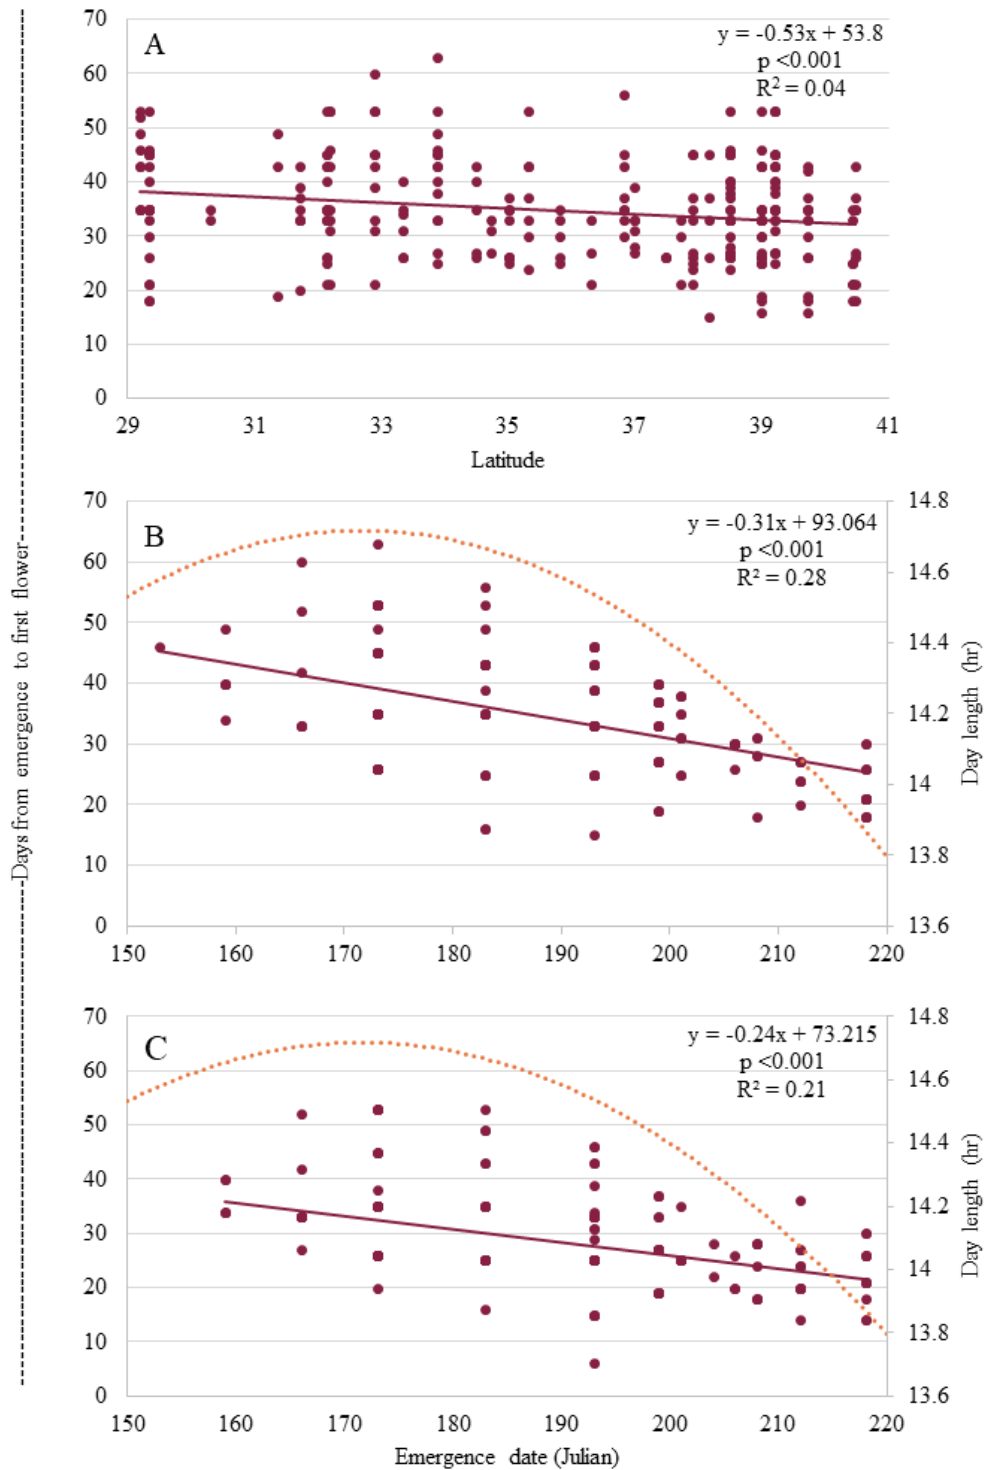 Days from emergence to first flower
A
y = -0.53x + 53.8
p <0.001
R² = 0.04
70
60
50
40
30
20
10
0
29 31 33 35 37 39 41
Latitude
B
y = -0.31x + 93.064
p <0.001
R² = 0.28
70
60
50
40
30
20
10
0
14.8
14.6
14.4
14.2
14
13.8
13.6
Day length (hr)
150 160 170 180 190 200 210 220
C
y = -0.24x + 73.215
p <0.001
R² = 0.21
70
60
50
40
30
20
10
0
14.8
14.6
14.4
14.2
14
13.8
13.6
Day length (hr)
150 160 170 180 190 200 210 220
Emergence date (Julian)